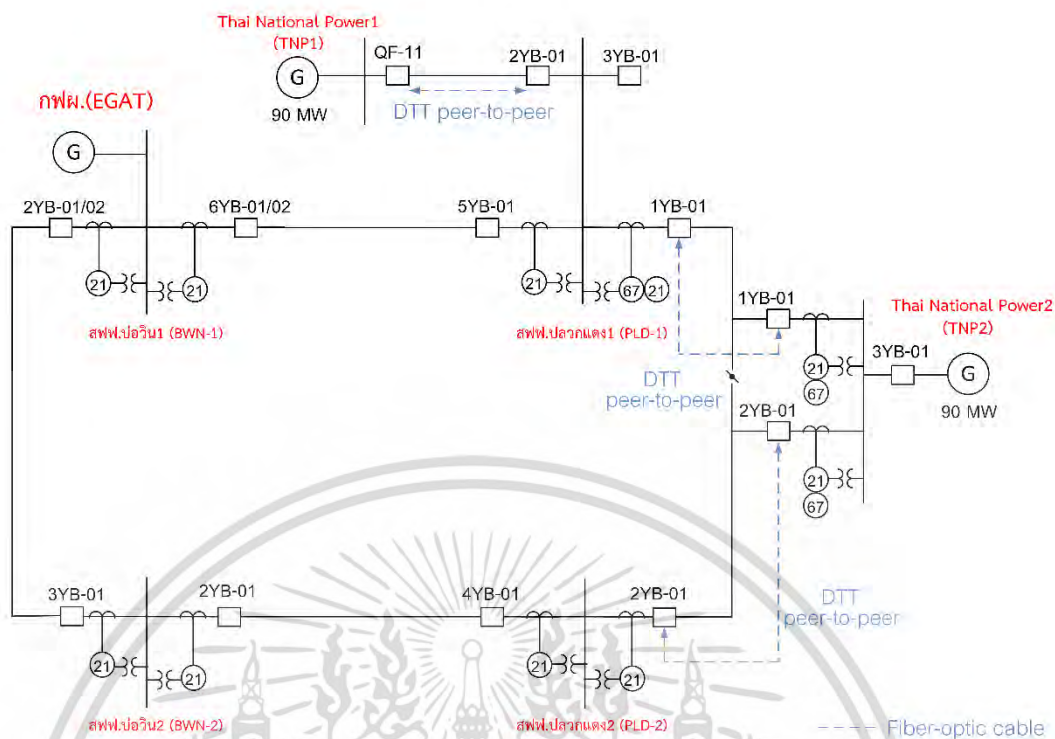 Thai National Power1
(TNP1)
QF-11
2YB-01
3YB-01
G
90 MW
DTT peer-to-peer
กฟผ.(EGAT)
G
2YB-01/02
6YB-01/02
5YB-01
1YB-01
21
21
21
67
21
สฟฟ.บ่อวิน1 (BWN-1)
สฟฟ.ปลวกแดง1 (PLD-1)
1YB-01
Thai National Power2
(TNP2)
3YB-01
G
90 MW
21
67
DTT
peer-to-peer
2YB-01
21
67
3YB-01
2YB-01
4YB-01
2YB-01
DTT
peer-to-peer
21
21
21
21
สฟฟ.บ่อวิน2 (BWN-2)
สฟฟ.ปลวกแดง2 (PLD-2)
Fiber-optic cable